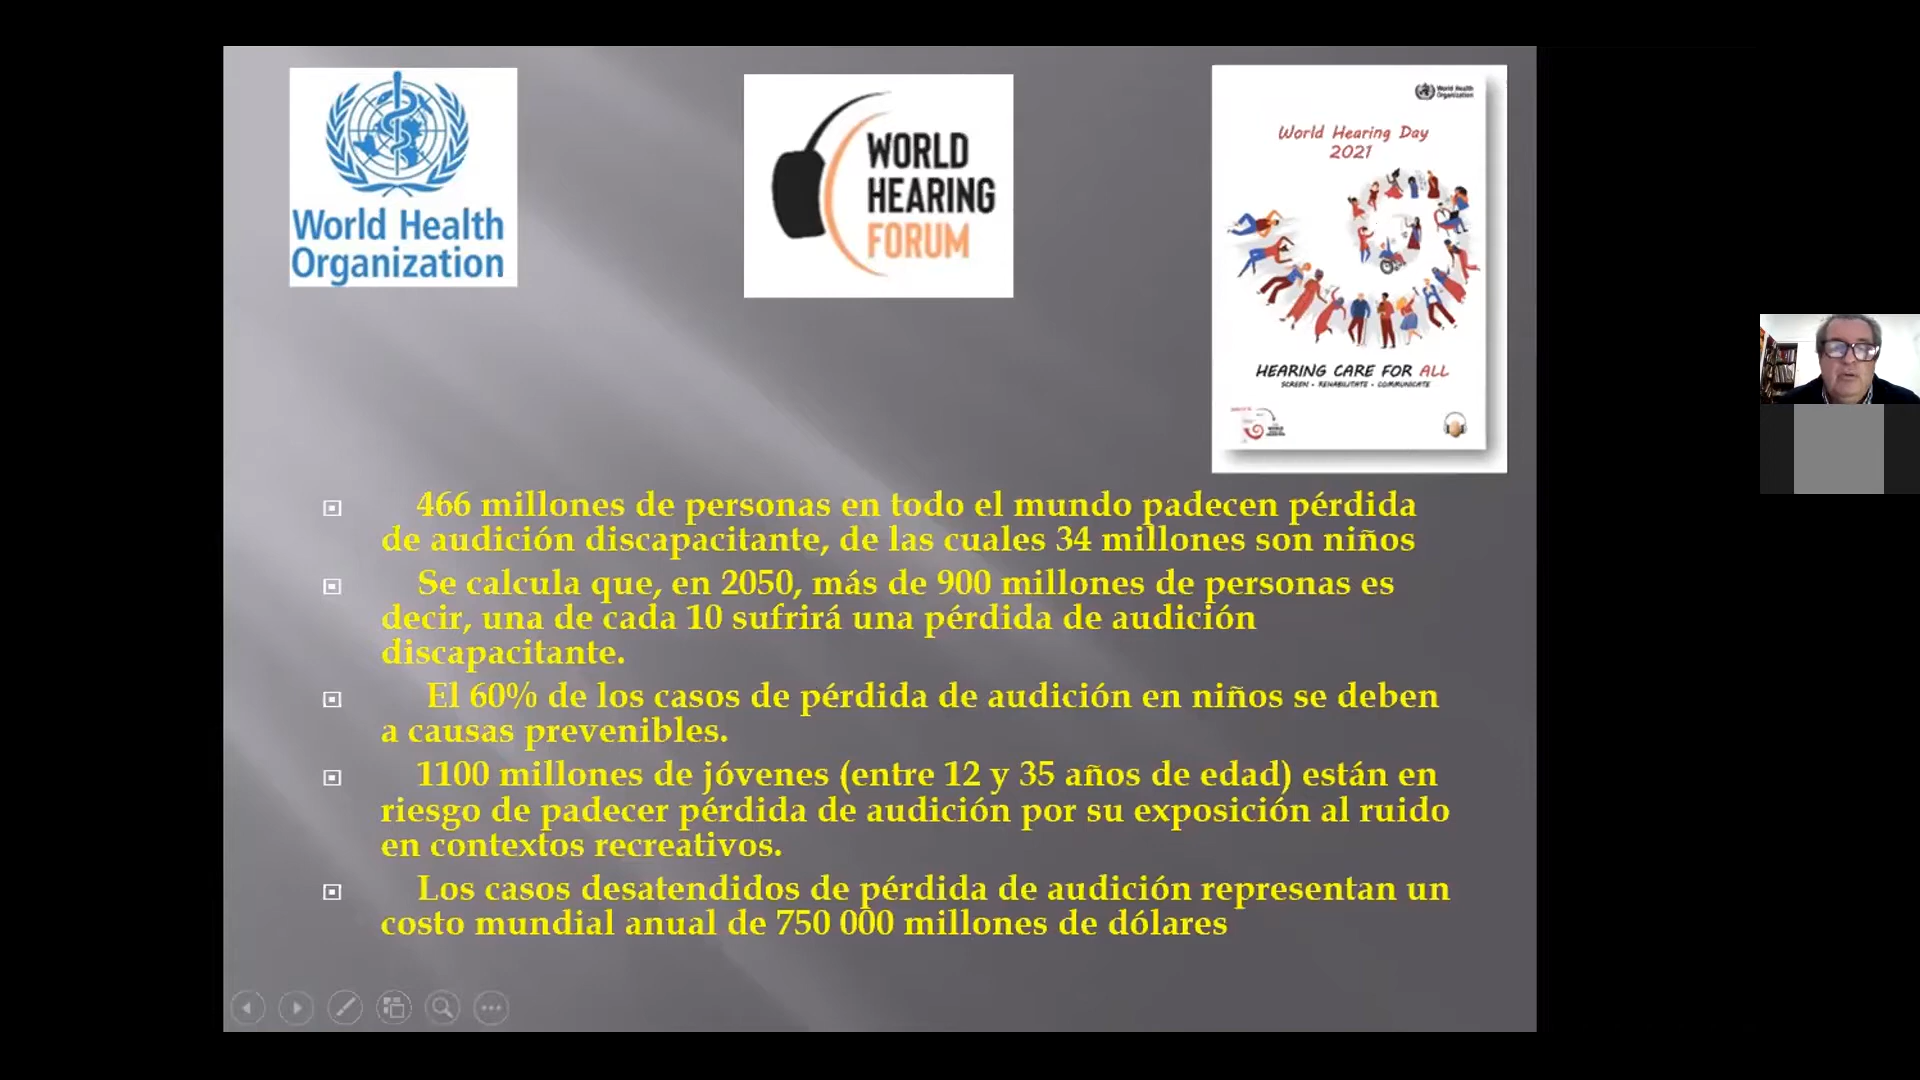 World Health
Organization
WORLD
HEARING
FORUM
World Health
Organization
World Hearing Day
2021
HEARING CARE FOR ALL
SCREEN • REHABILITATE • COMMUNICATE
466 millones de personas en todo el mundo padecen pérdida
de audición discapacitante, de las cuales 34 millones son niños
Se calcula que, en 2050, más de 900 millones de personas es
decir, una de cada 10 sufrirá una pérdida de audición
discapacitante.
El 60% de los casos de pérdida de audición en niños se deben
a causas prevenibles.
1100 millones de jóvenes (entre 12 y 35 años de edad) están en
riesgo de padecer pérdida de audición por su exposición al ruido
en contextos recreativos.
Los casos desatendidos de pérdida de audición representan un
costo mundial anual de 750 000 millones de dólares